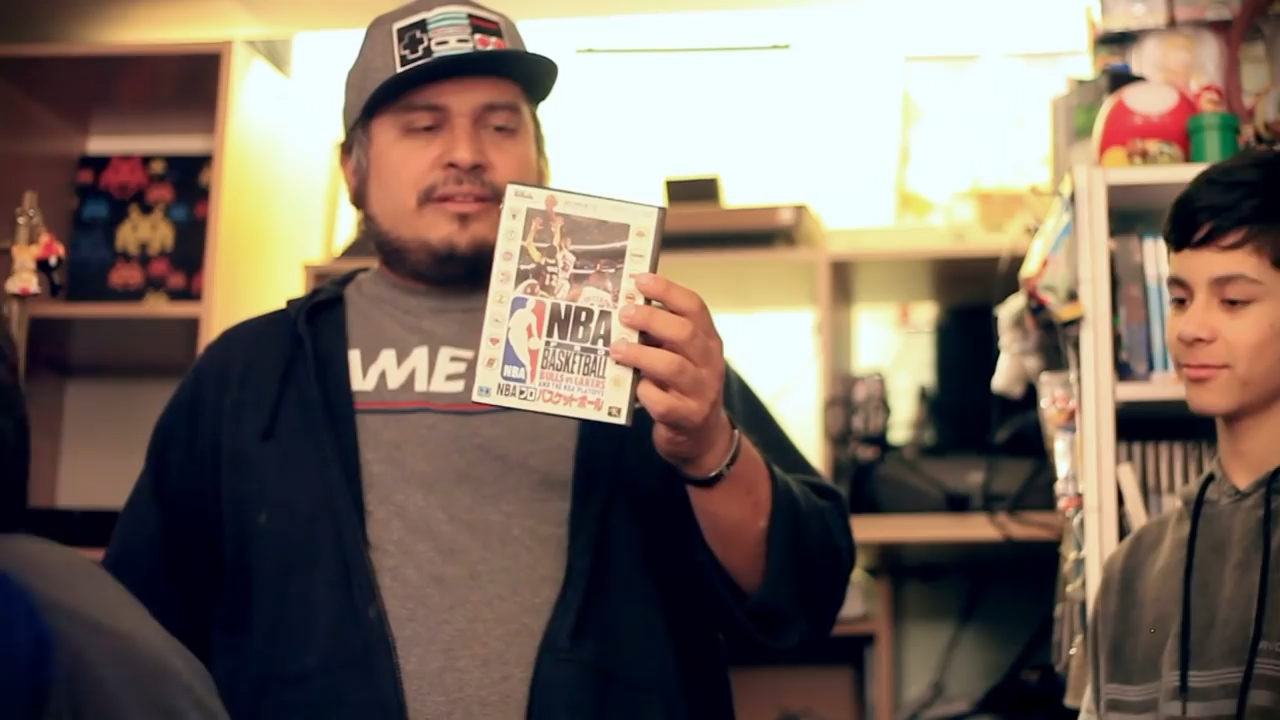 AME
NBA
NBA
BASKETBALL
BULLS VS LAKERS
AND THE NBA PLAYOFFS
NBAプロバスケットボール